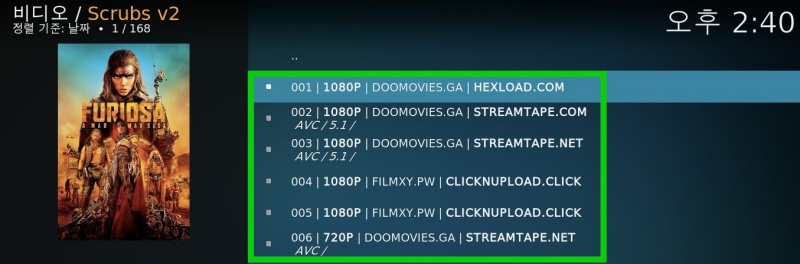 비디오 / Scrubs v2
정렬 기준: 날짜 • 1 / 168
오후 2:40
..
FURIOSA
A MAD MAX SAGA
001 | 1080P | DOOMOVIES.GA | HEXLOAD.COM
002 | 1080P | DOOMOVIES.GA | STREAMTAPE.COM
AVC / 5.1 /
003 | 1080P | DOOMOVIES.GA | STREAMTAPE.NET
AVC / 5.1 /
004 | 1080P | FILMXY.PW | CLICKNUPLOAD.CLICK
005 | 1080P | FILMXY.PW | CLICKNUPLOAD.CLICK
006 | 720P | DOOMOVIES.GA | STREAMTAPE.NET
AVC /